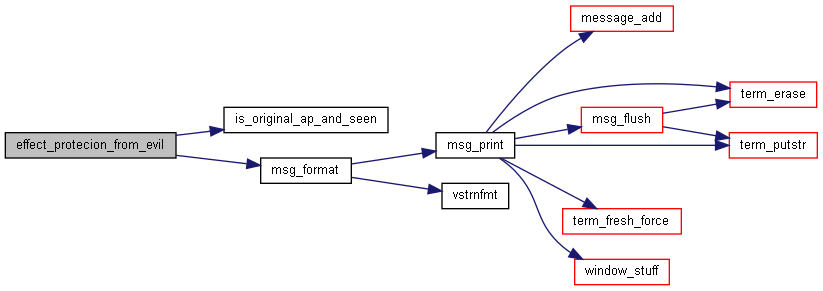 message_add
term_erase
is_original_ap_and_seen
msg_flush
effect_protecion_from_evil
msg_print
term_putstr
msg_format
vstrnfmt
term_fresh_force
window_stuff